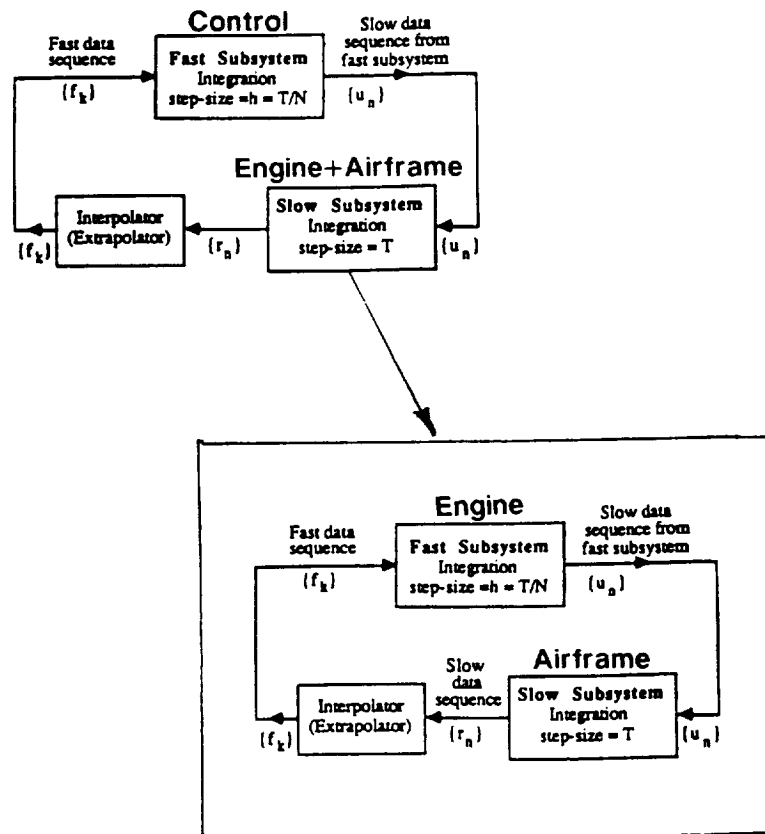 Control
Fast data
sequence
{f_k}
Fast Subsystem
Integration
step-size =h = T/N
Slow data
sequence from
fast subsystem
{u_n}
Engine+Airframe
Interpolator
(Extrapolator)
{f_k}
{r_n}
Slow Subsystem
Integration
step-size = T
{u_n}
Engine
Fast data
sequence
{f_k}
Fast Subsystem
Integration
step-size =h = T/N
Slow data
sequence from
fast subsystem
{u_n}
Airframe
Interpolator
(Extrapolator)
{f_k}
Slow
data
sequence
{r_n}
Slow Subsystem
Integration
step-size = T
{u_n}